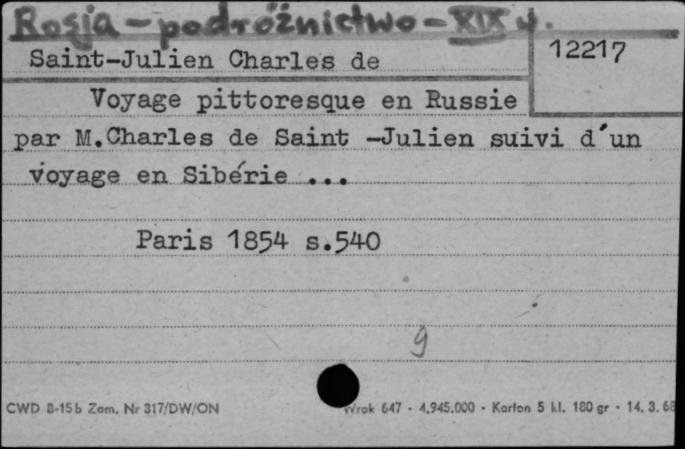 Rosja - podróżnictwo - XIX w.
Saint-Julien Charles de
12217
Voyage pittoresque en Russie
par M.Charles de Saint -Julien suivi d'un
voyage en Sibérie ...
Paris 1854 s.540
9
CWD B-15b Zam. Nr 317/DW/ON
Wrok 647 - 4.945.000 - Karton 5 kl. 180 gr - 14. 3. 68